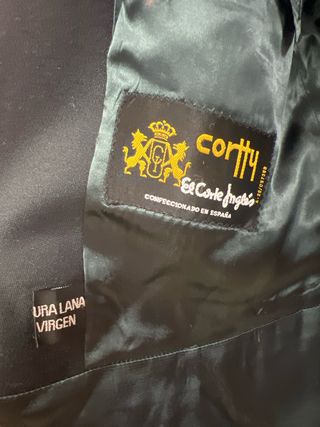 cortty
El Corte Inglés
CONFECCIONADO EN ESPAÑA
URA LANA
VIRGEN